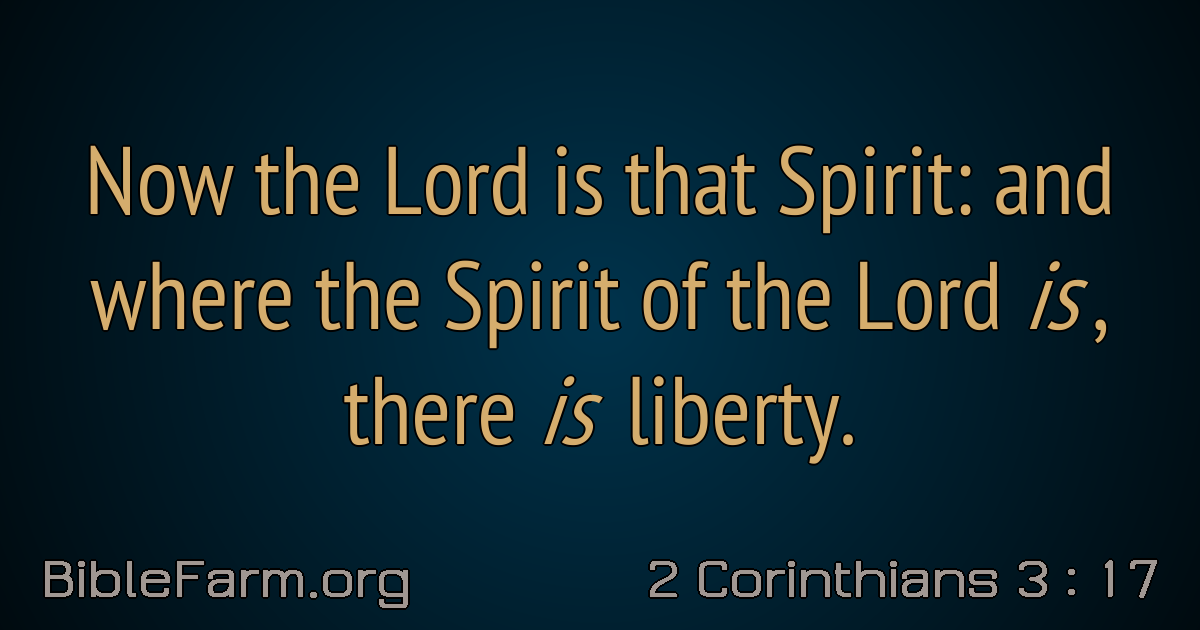 Now the Lord is that Spirit: and
where the Spirit of the Lord is,
there is liberty.
BibleFarm.org
2 Corinthians 3 : 17